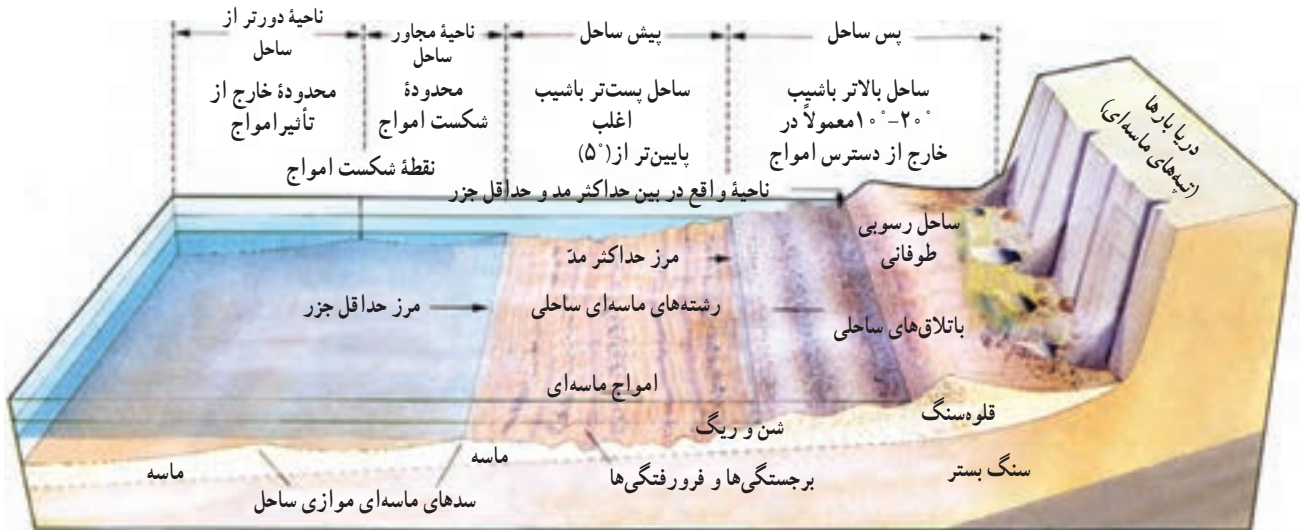 پس ساحل
پیش ساحل
ناحیهٔ مجاور
ساحل
ناحیهٔ دورتر از
ساحل
ساحل بالاتر باشیب
۲۰°-۱۰°معمولاً در
خارج از دسترس امواج
ساحل پست‌تر باشیب
اغلب
پایین‌تر از(۵°)
محدودهٔ
شکست امواج
محدودهٔ خارج از
تأثیرامواج
نقطهٔ شکست امواج
ناحیهٔ واقع در بین حداکثر مد و حداقل جزر
دریا بارها
(تپه‌های ماسه‌ای)
ساحل رسوبی
طوفانی
مرز حداکثر مدّ
مرز حداقل جزر
رشته‌های ماسه‌ای ساحلی
باتلاق‌های ساحلی
امواج ماسه‌ای
قلوه‌سنگ
شن و ریگ
ماسه
ماسه
برجستگی‌ها و فرورفتگی‌ها
سنگ بستر
سدهای ماسه‌ای موازی ساحل